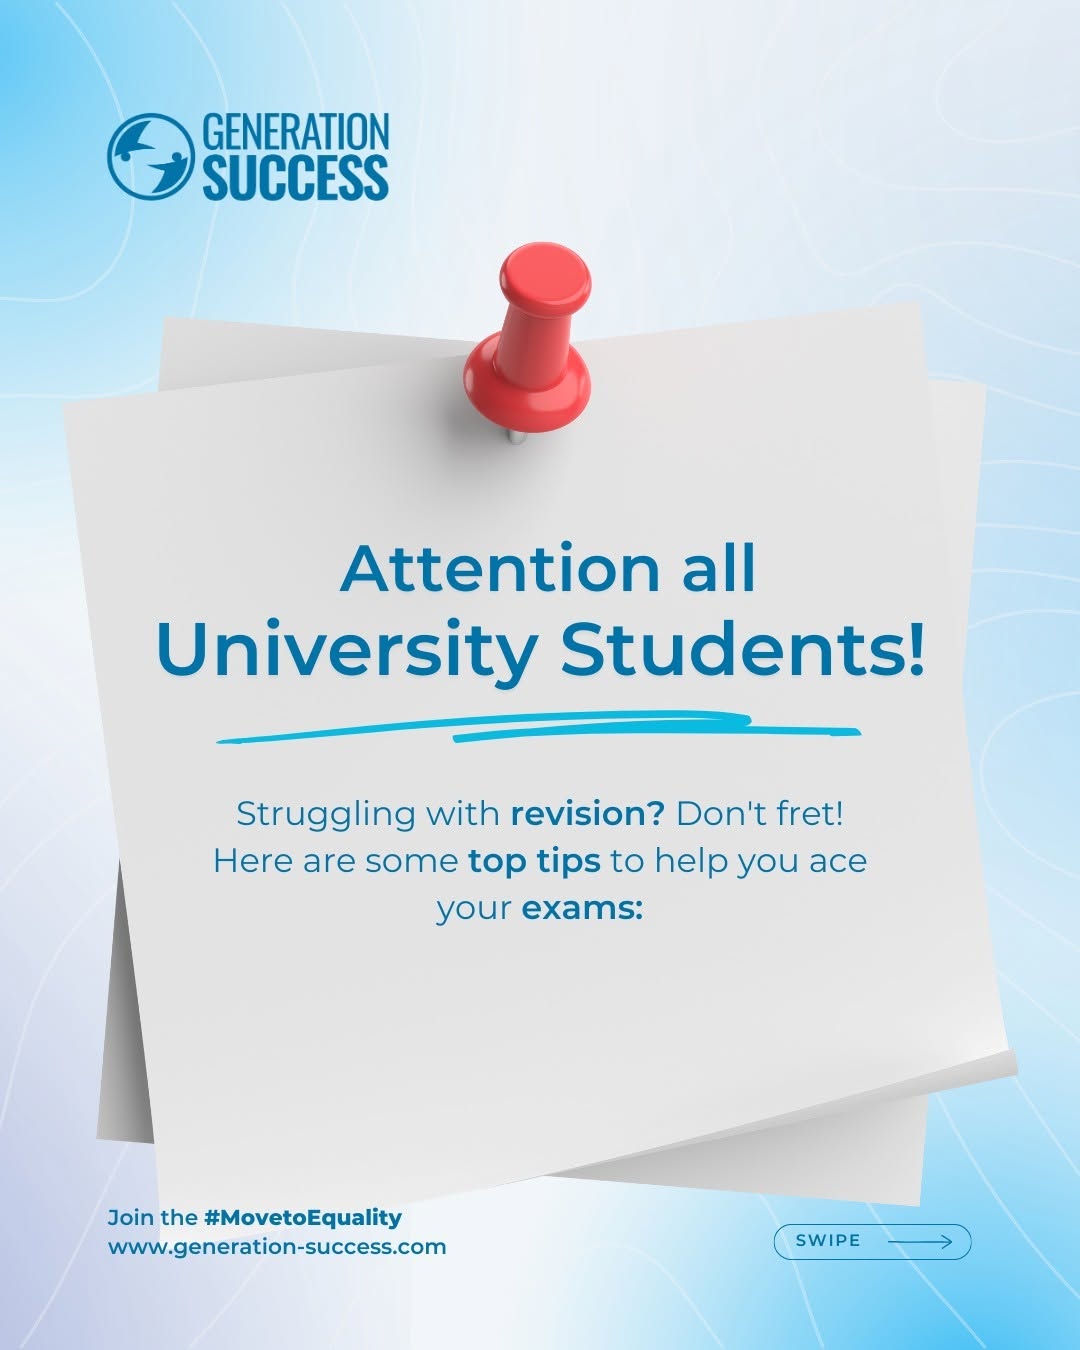 GENERATION
SUCCESS
Attention all
University Students!
Struggling with revision? Don't fret!
Here are some top tips to help you ace
your exams:
Join the #MovetoEquality
www.generation-success.com
SWIPE